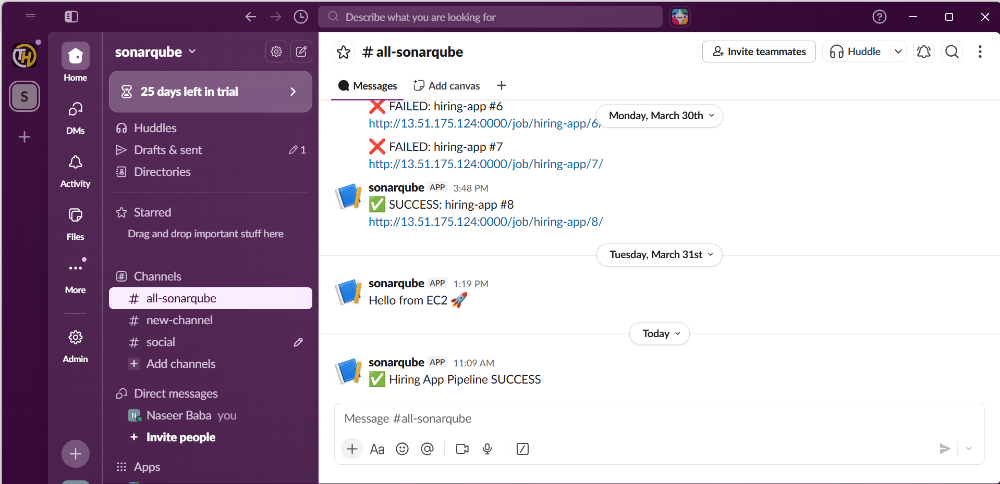 Describe what you are looking for
TH
S
Home
DMs
Activity
Files
More
Admin
sonarqube
25 days left in trial
Huddles
Drafts & sent 1
Directories
Starred
Drag and drop important stuff here
Channels
# all-sonarqube
# new-channel
# social
+ Add channels
Direct messages
N Naseer Baba you
+ Invite people
Apps
# all-sonarqube
Invite teammates
Huddle
Messages
Add canvas
Monday, March 30th
❌ FAILED: hiring-app #6
http://13.51.175.124:0000/job/hiring-app/6/
❌ FAILED: hiring-app #7
http://13.51.175.124:0000/job/hiring-app/7/
sonarqube APP 3:48 PM
✅ SUCCESS: hiring-app #8
http://13.51.175.124:0000/job/hiring-app/8/
Tuesday, March 31st
sonarqube APP 1:19 PM
Hello from EC2 🚀
Today
sonarqube APP 11:09 AM
✅ Hiring App Pipeline SUCCESS
Message #all-sonarqube
Aa